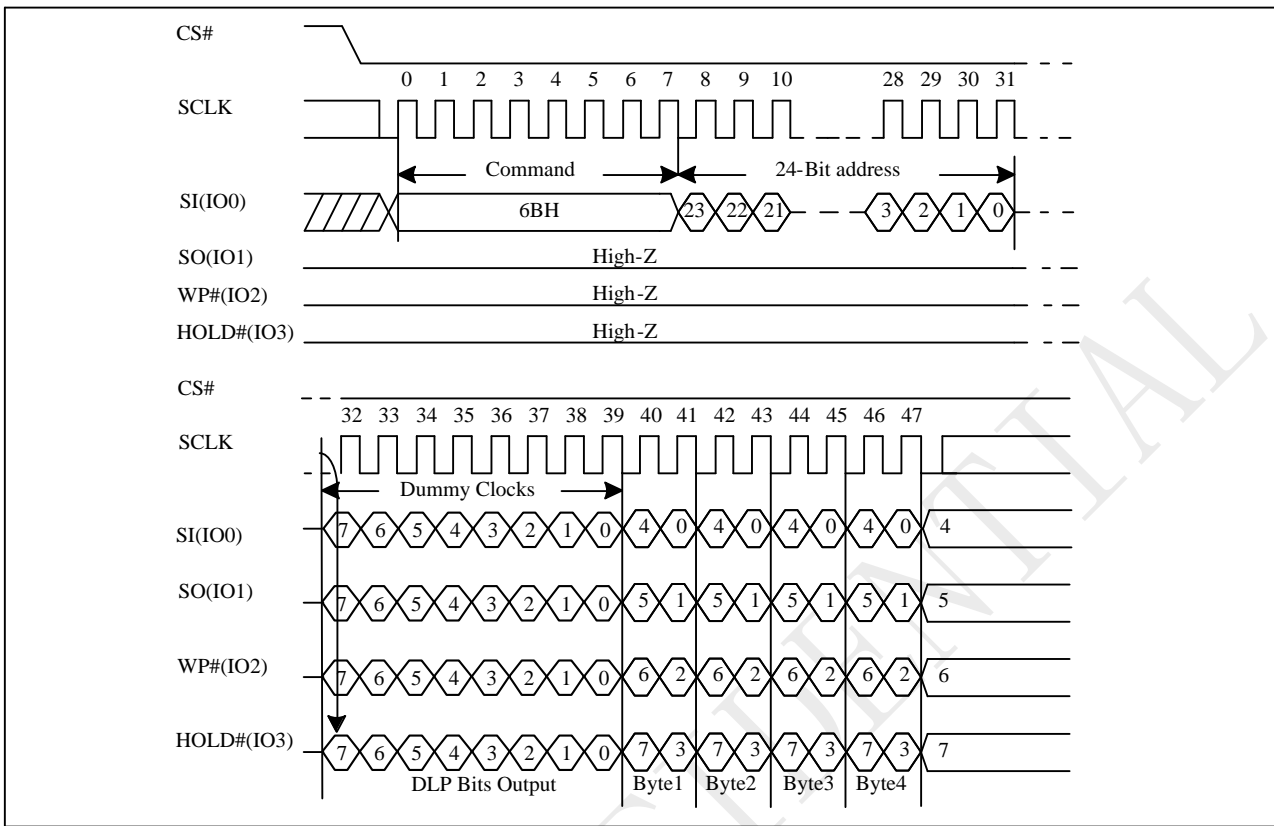 CS#
0 1 2 3 4 5 6 7 8 9 10 28 29 30 31
SCLK
Command 24-Bit address
SI(IO0) 6BH 23 22 21 3 2 1 0
SO(IO1) High-Z
WP#(IO2) High-Z
HOLD#(IO3) High-Z
CS#
32 33 34 35 36 37 38 39 40 41 42 43 44 45 46 47
SCLK
Dummy Clocks
SI(IO0) 7 6 5 4 3 2 1 0 4 0 4 0 4 0 4 0 4
SO(IO1) 7 6 5 4 3 2 1 0 5 1 5 1 5 1 5 1 5
WP#(IO2) 7 6 5 4 3 2 1 0 6 2 6 2 6 2 6 2 6
HOLD#(IO3) 7 6 5 4 3 2 1 0 7 3 7 3 7 3 7 3 7
DLP Bits Output Byte1 Byte2 Byte3 Byte4
IDENTIAL